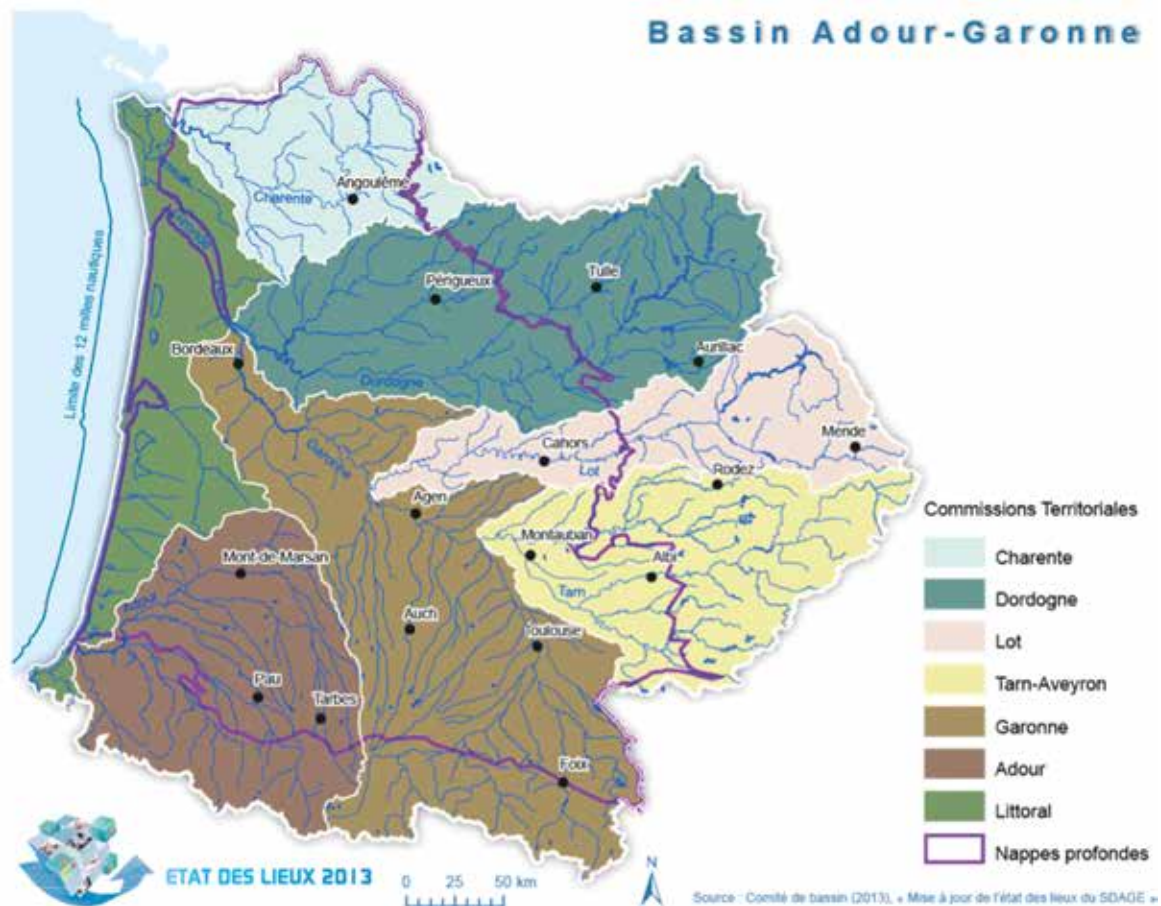 Bassin Adour-Garonne
Limite des 12 milles nautiques
Angoulême
Charente
Périgueux
Tulle
Bordeaux
Aurillac
Dordogne
Garonne
Cahors
Lot
Mende
Rodez
Agen
Montauban
Albi
Tarn
Mont-de-Marsan
Adour
Auch
Toulouse
Pau
Tarbes
Foix
Commissions Territoriales
Charente
Dordogne
Lot
Tarn-Aveyron
Garonne
Adour
Littoral
Nappes profondes
ETAT DES LIEUX 2013
0 25 50 km
N
Source : Comité de bassin (2013), « Mise à jour de l'état des lieux du SDAGE »